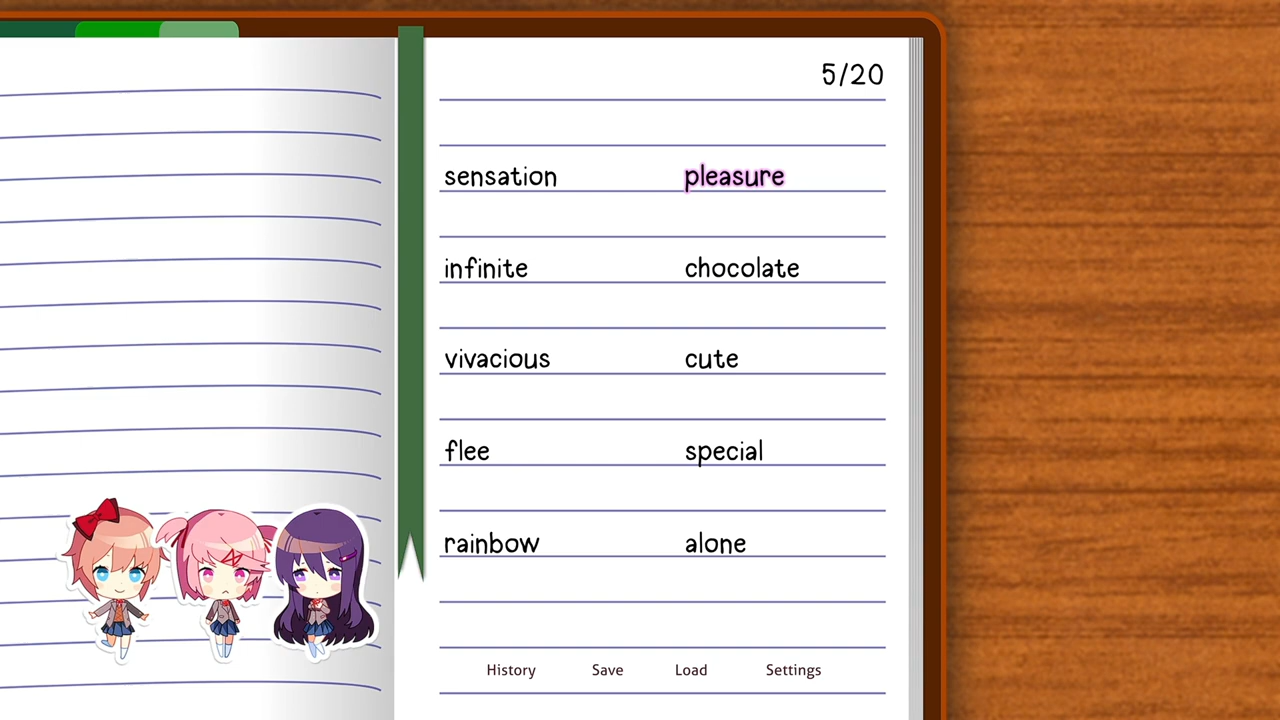 5/20
sensation pleasure
infinite chocolate
vivacious cute
flee special
rainbow alone
History Save Load Settings